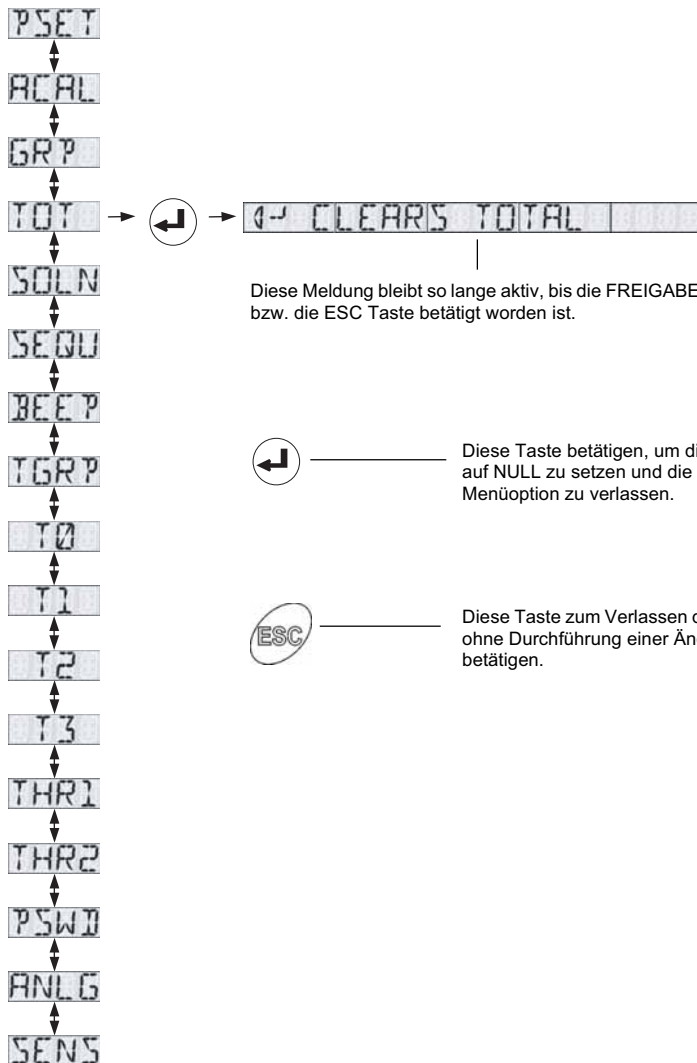 PSET
ACAL
GRP
TOT
↵ CLEARS TOTAL
SOLN
Diese Meldung bleibt so lange aktiv, bis die FREIGABE
bzw. die ESC Taste betätigt worden ist.
SEQU
BEEP
TGRP
Diese Taste betätigen, um
auf NULL zu setzen und die
Menüoption zu verlassen.
T0
T1
ESC
Diese Taste zum Verlassen
ohne Durchführung einer
betätigen.
T2
T3
THR1
THR2
PSWD
ANLG
SENS